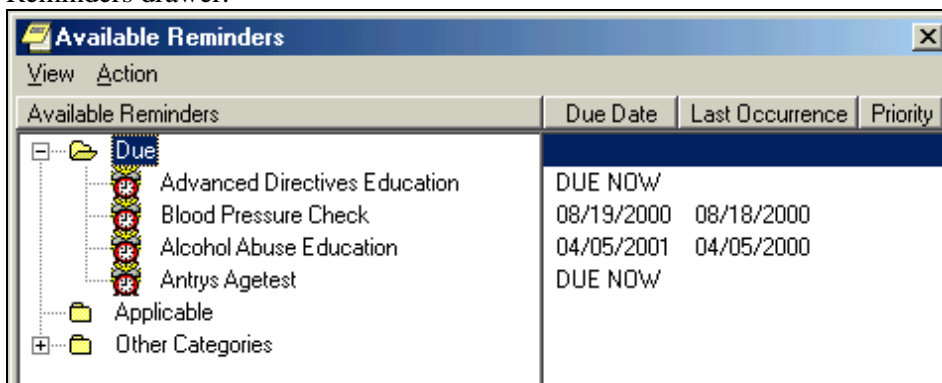 Reminders drawer.
Available Reminders
View Action
Available Reminders Due Date Last Occurrence Priority
Due
Advanced Directives Education DUE NOW
Blood Pressure Check 08/19/2000 08/18/2000
Alcohol Abuse Education 04/05/2001 04/05/2000
Antrys Agetest DUE NOW
Applicable
Other Categories